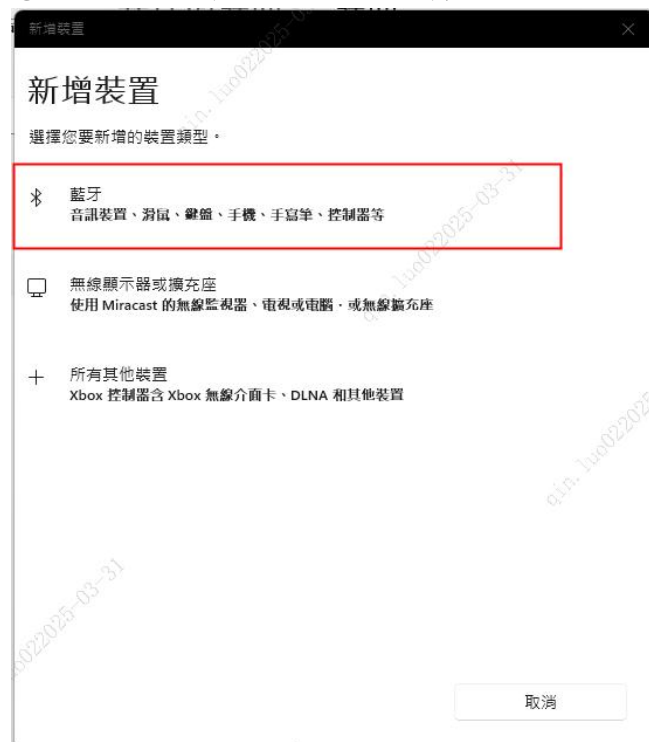 新增裝置
新增裝置
選擇您要新增的裝置類型。
藍牙
音訊裝置、滑鼠、鍵盤、手機、手寫筆、控制器等
無線顯示器或擴充座
使用 Miracast 的無線監視器、電視或電腦，或無線擴充座
所有其他裝置
Xbox 控制器含 Xbox 無線介面卡、DLNA 和其他裝置
取消